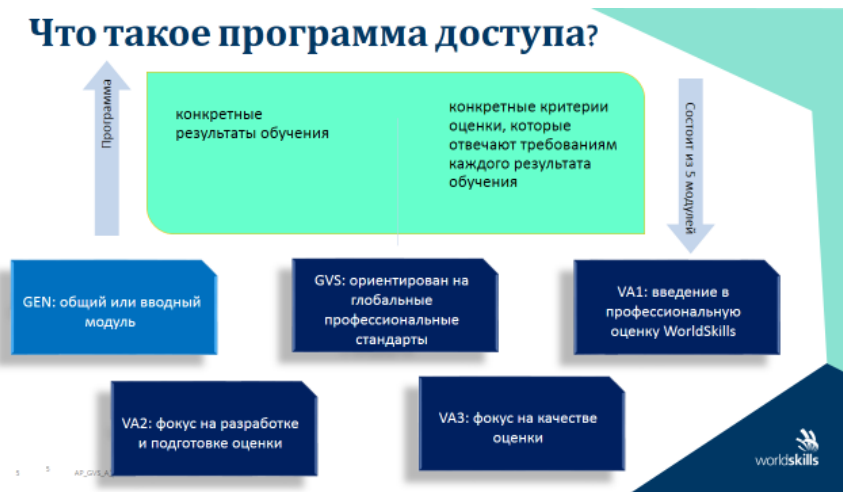 Что такое программа доступа?
Программа
конкретные
результаты обучения
конкретные критерии
оценки, которые
отвечают требованиям
каждого результата
обучения
Состоит из 5 модулей
GEN: общий или вводный
модуль
GVS: ориентирован на
глобальные
профессиональные
стандарты
VA1: введение в
профессиональную
оценку WorldSkills
VA2: фокус на разработке
и подготовке оценки
VA3: фокус на качестве
оценки
5
5
worldskills